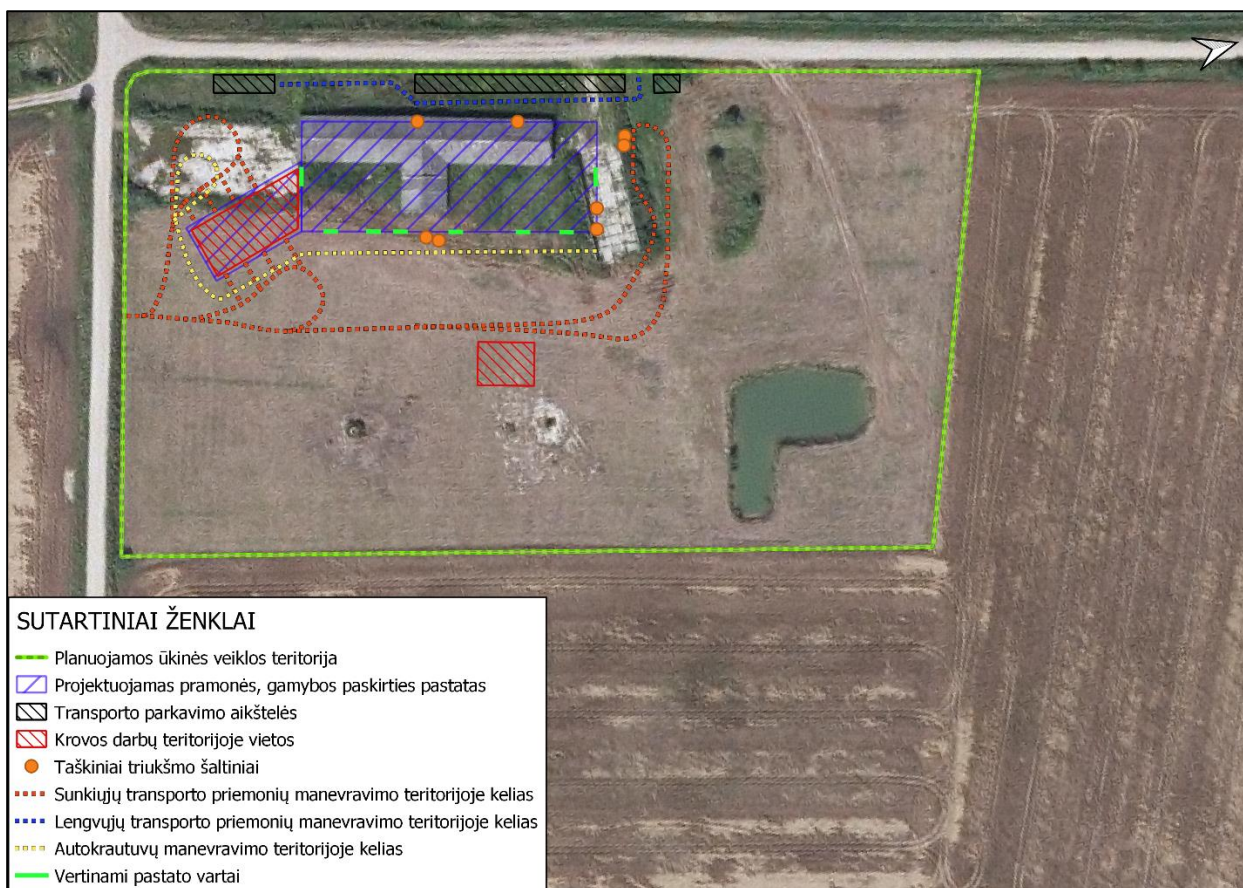 SUTARTINIAI ŽENKLAI
Planuojamos ūkinės veiklos teritorija
Projektuojamas pramonės, gamybos paskirties pastatas
Transporto parkavimo aikštelės
Krovos darbų teritorijoje vietos
Taškiniai triukšmo šaltiniai
Sunkiųjų transporto priemonių manevravimo teritorijoje kelias
Lengvųjų transporto priemonių manevravimo teritorijoje kelias
Autokrautuvų manevravimo teritorijoje kelias
Vertinami pastato vartai